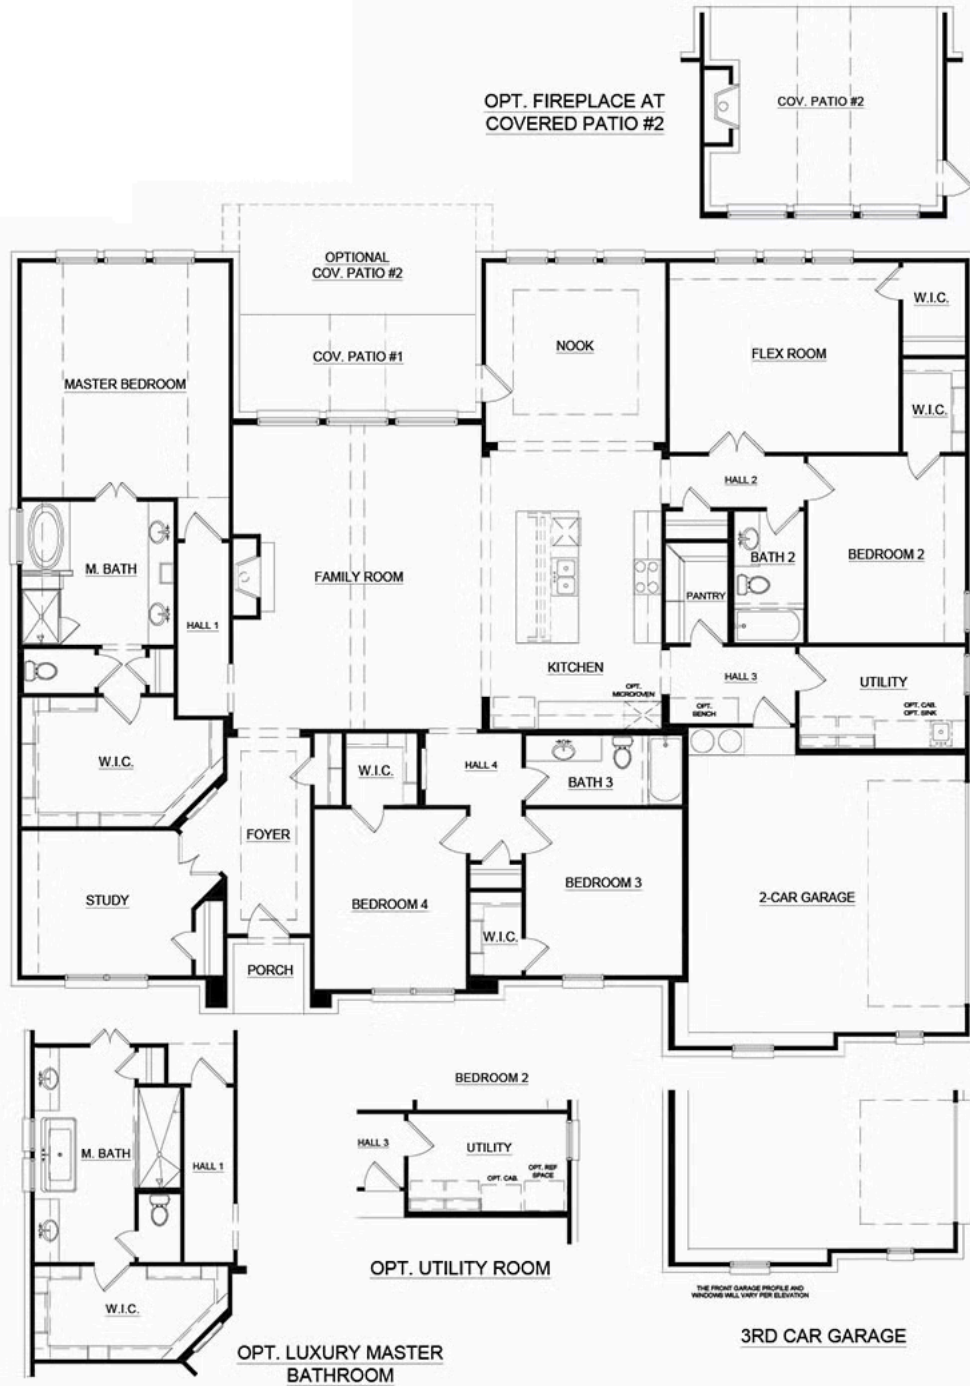 OPT. FIREPLACE AT
COVERED PATIO #2
COV. PATIO #2
OPTIONAL
COV. PATIO #2
COV. PATIO #1
NOOK
FLEX ROOM
W.I.C.
MASTER BEDROOM
W.I.C.
HALL 2
M. BATH
FAMILY ROOM
BATH 2
BEDROOM 2
PANTRY
HALL 1
KITCHEN
OPT.
MICRO/OVEN
HALL 3
OPT.
BENCH
UTILITY
OPT. CAB.
OPT. SINK
W.I.C.
W.I.C.
HALL 4
BATH 3
FOYER
STUDY
BEDROOM 4
BEDROOM 3
2-CAR GARAGE
W.I.C.
PORCH
BEDROOM 2
M. BATH
HALL 1
HALL 3
UTILITY
OPT. CAB.
OPT. REF
SPACE
OPT. UTILITY ROOM
W.I.C.
OPT. LUXURY MASTER
BATHROOM
THE FRONT GARAGE PROFILE AND
WINDOWS WILL VARY PER ELEVATION
3RD CAR GARAGE